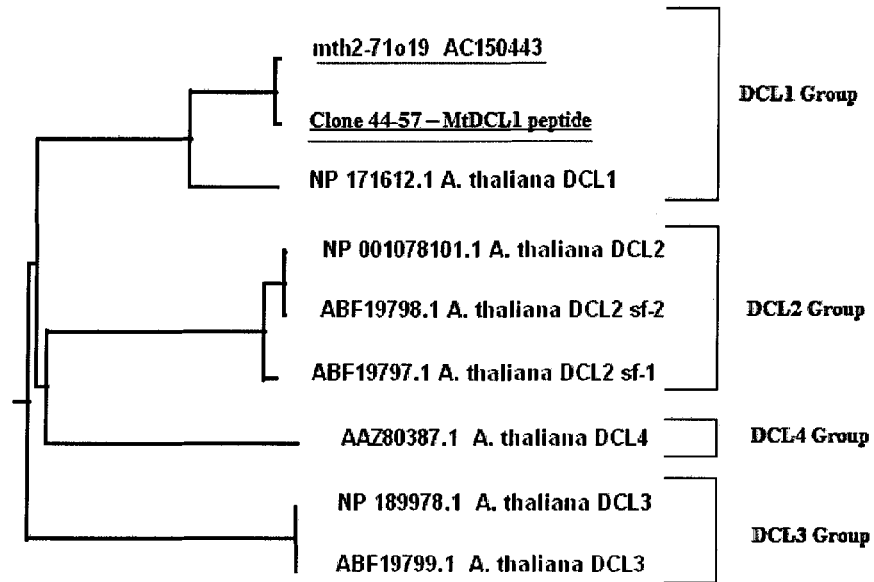 mth2-71o19 AC150443
DCL1 Group
Clone 44-57 – MtDCL1 peptide
NP 171612.1 A. thaliana DCL1
NP 001078101.1 A. thaliana DCL2
ABF19798.1 A. thaliana DCL2 sf-2
DCL2 Group
ABF19797.1 A. thaliana DCL2 sf-1
AAZ80387.1 A. thaliana DCL4
DCL4 Group
NP 189978.1 A. thaliana DCL3
DCL3 Group
ABF19799.1 A. thaliana DCL3